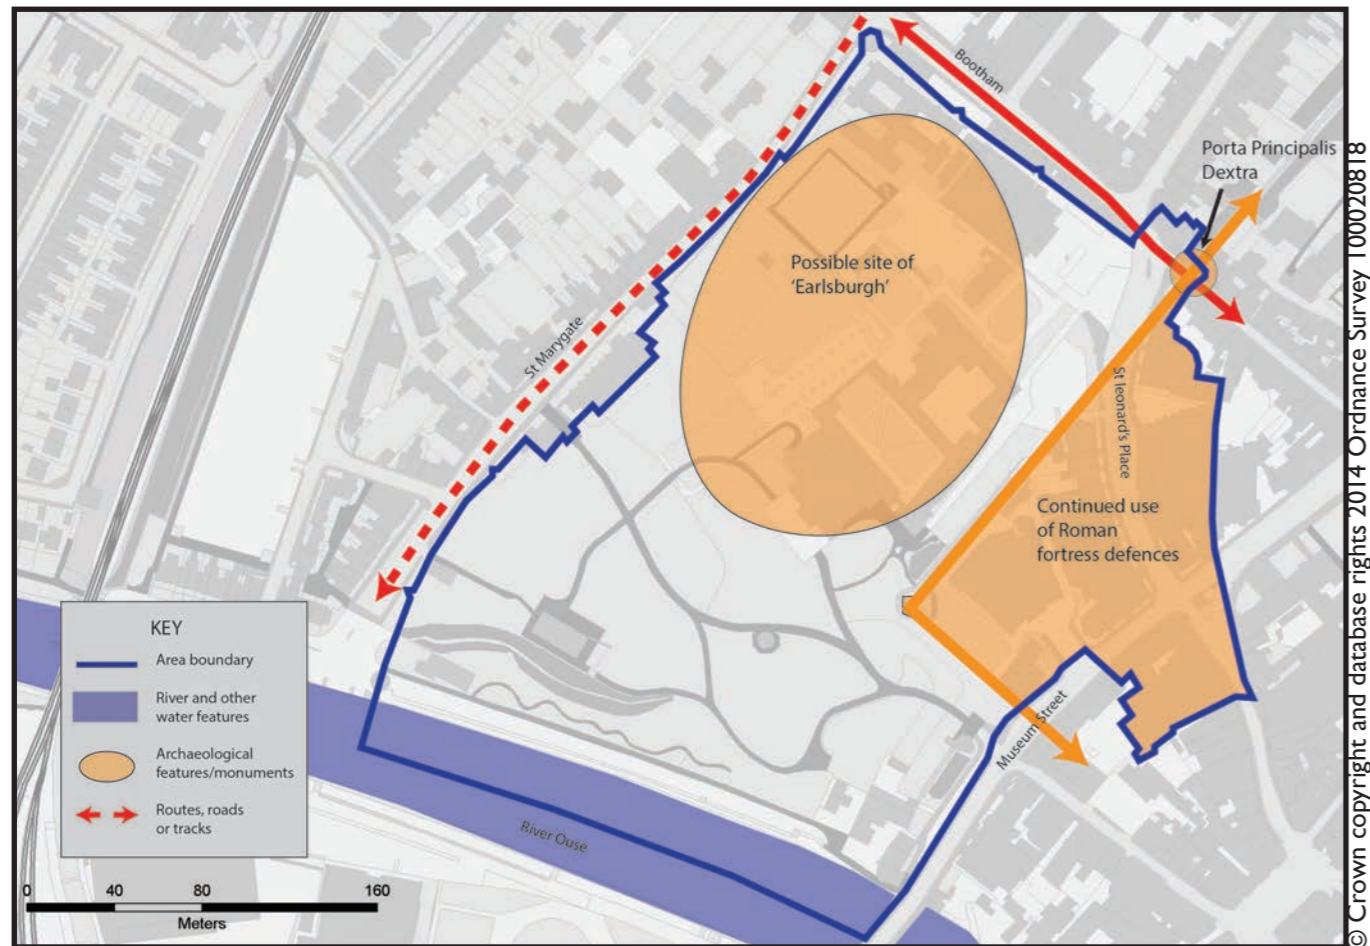 Bootham
Porta Principalis
Dextra
Possible site of
'Earlsburgh'
St Marygate
St leonard's Place
Continued use
of Roman
fortress defences
Museum Street
River Ouse
KEY
Area boundary
River and other
water features
Archaeological
features/monuments
Routes, roads
or tracks
0 40 80 160
Meters
© Crown copyright and database rights 2014 Ordnance Survey 100020818